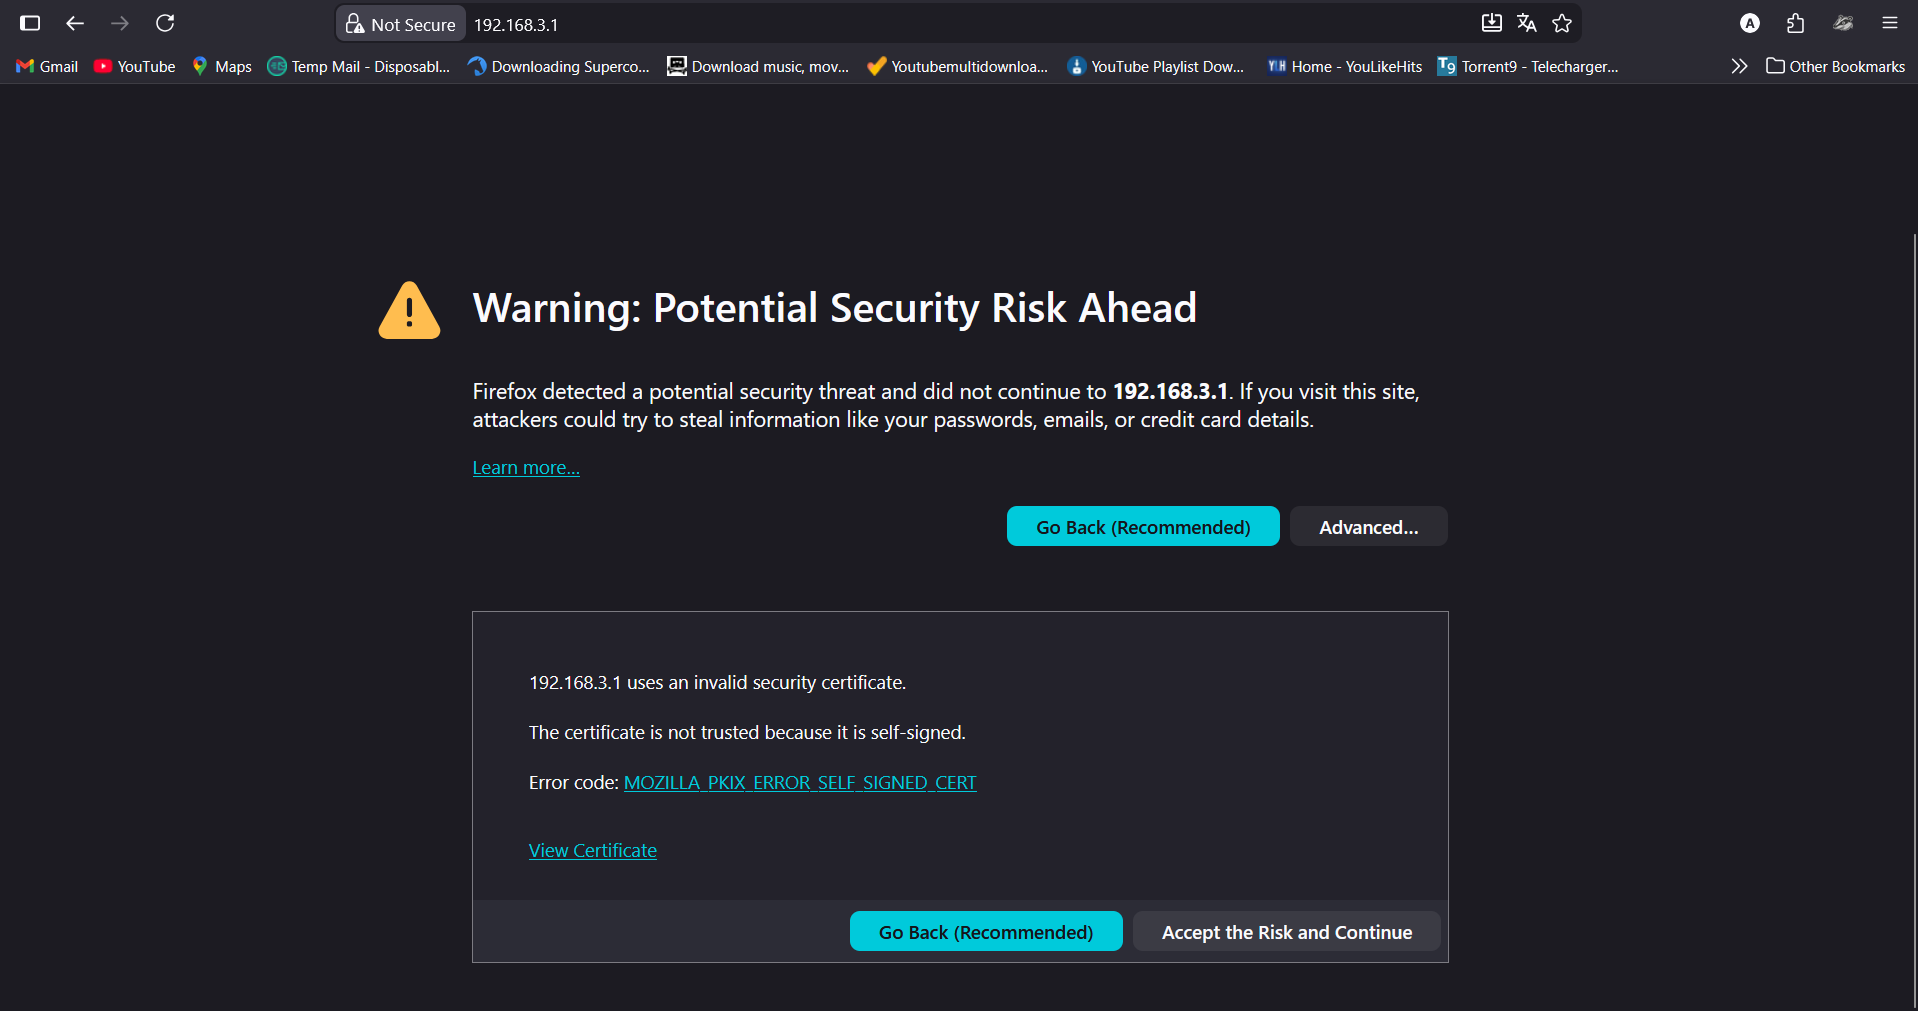 Not Secure 192.168.3.1
Gmail YouTube Maps Temp Mail - Disposabl... Downloading Superco... Download music, mov... Youtubemultidownloa... YouTube Playlist Dow... Home - YouLikeHits Torrent9 - Telecharger... Other Bookmarks
Warning: Potential Security Risk Ahead
Firefox detected a potential security threat and did not continue to 192.168.3.1. If you visit this site,
attackers could try to steal information like your passwords, emails, or credit card details.
Learn more...
Go Back (Recommended) Advanced...
192.168.3.1 uses an invalid security certificate.
The certificate is not trusted because it is self-signed.
Error code: MOZILLA_PKIX_ERROR_SELF_SIGNED_CERT
View Certificate
Go Back (Recommended) Accept the Risk and Continue